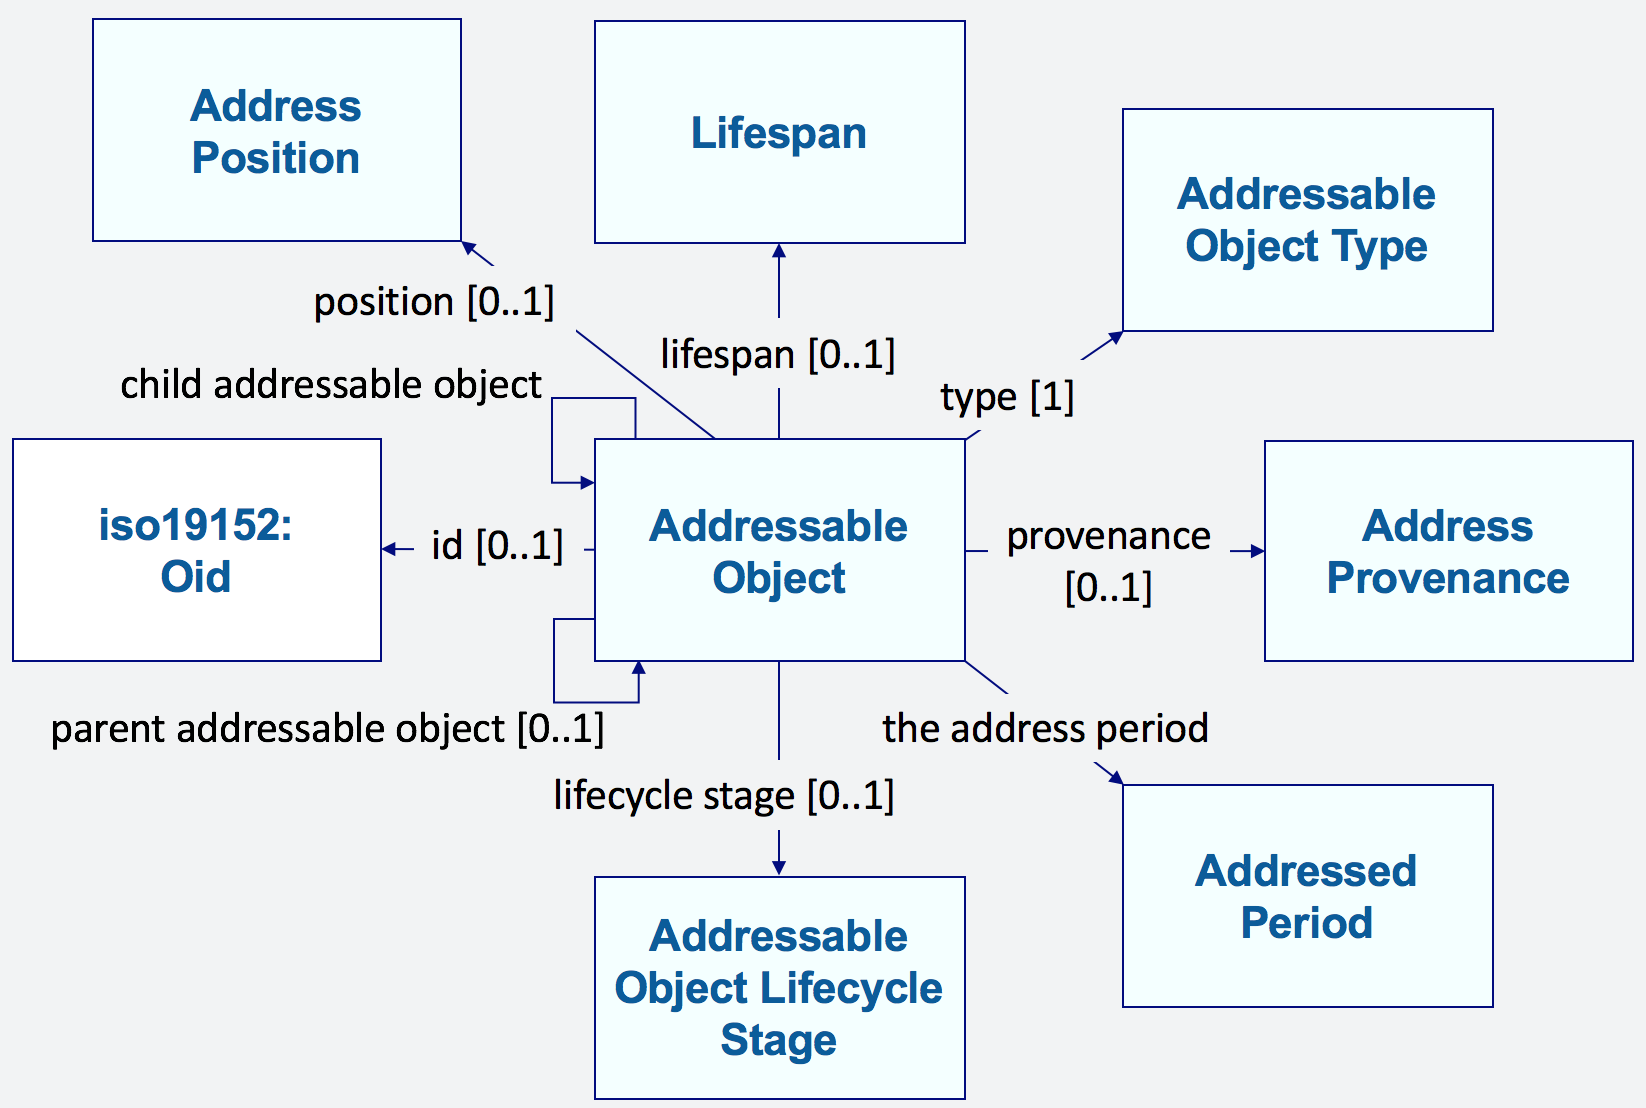 Address
Position
Lifespan
Addressable
Object Type
position [0..1]
lifespan [0..1]
child addressable object
type [1]
iso19152:
Oid
id [0..1]
Addressable
Object
provenance
[0..1]
Address
Provenance
parent addressable object [0..1]
the address period
lifecycle stage [0..1]
Addressed
Period
Addressable
Object Lifecycle
Stage